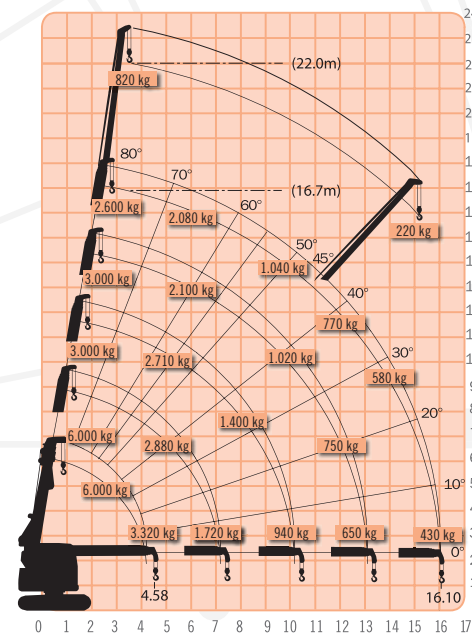 (22.0m)
820 kg
80°
70°
(16.7m)
2.600 kg
2.080 kg
60°
220 kg
50°
45°
3.000 kg
2.100 kg
1.040 kg
40°
770 kg
3.000 kg
2.710 kg
1.020 kg
30°
580 kg
20°
6.000 kg
2.880 kg
1.400 kg
750 kg
10°
6.000 kg
3.320 kg
1.720 kg
940 kg
650 kg
430 kg
0°
4.58
16.10
0 1 2 3 4 5 6 7 8 9 10 11 12 13 14 15 16 17